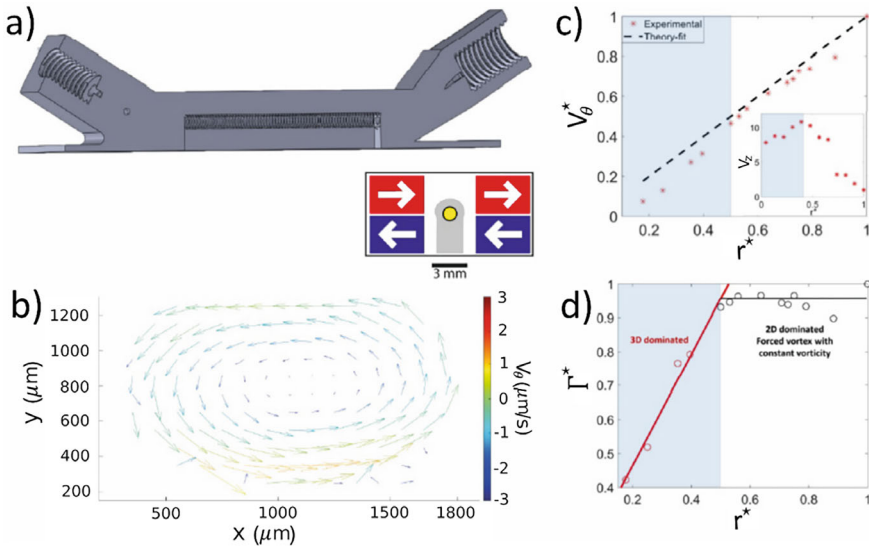 a)
3 mm
b)
1200
1000
800
600
400
200
y (μm)
500
1000
1500
1800
x (μm)
3
2
1
0
-1
-2
-3
Vθ (μm/s)
c)
Experimental
Theory-fit
1
0.8
0.6
0.4
0.2
0
V*θ
0.2
0.4
0.6
0.8
1
r*
10
5
0
Vz
0
0.5
1
r*
d)
3D dominated
2D dominated
Forced vortex with
constant vorticity
1
0.9
0.8
0.7
0.6
0.5
0.4
Γ*
0.2
0.4
0.6
0.8
1
r*